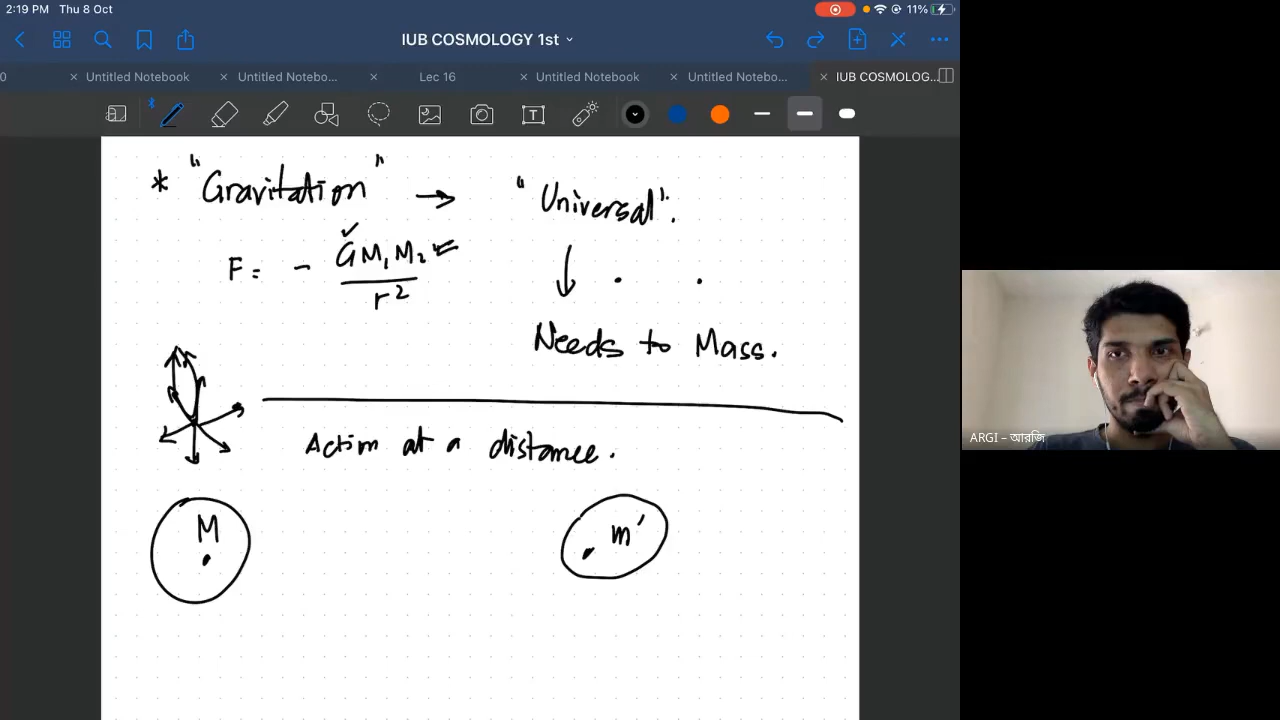 2:19 PM Thu 8 Oct
11%
IUB COSMOLOGY 1st
0
Untitled Notebook
Untitled Notebo...
Lec 16
Untitled Notebook
Untitled Notebo...
IUB COSMOLOG...
T
* "Gravitation" → "Universal".
F = - GM₁M₂ / r²
Needs to Mass.
Action at a distance.
M
m'
ARGI – আরজি